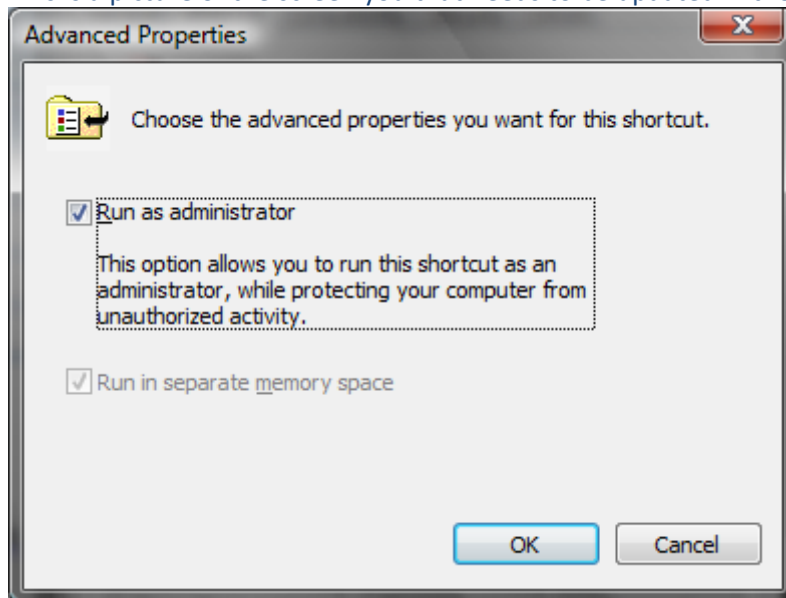 Advanced Properties
X
Choose the advanced properties you want for this shortcut.
Run as administrator
This option allows you to run this shortcut as an
administrator, while protecting your computer from
unauthorized activity.
Run in separate memory space
OK
Cancel